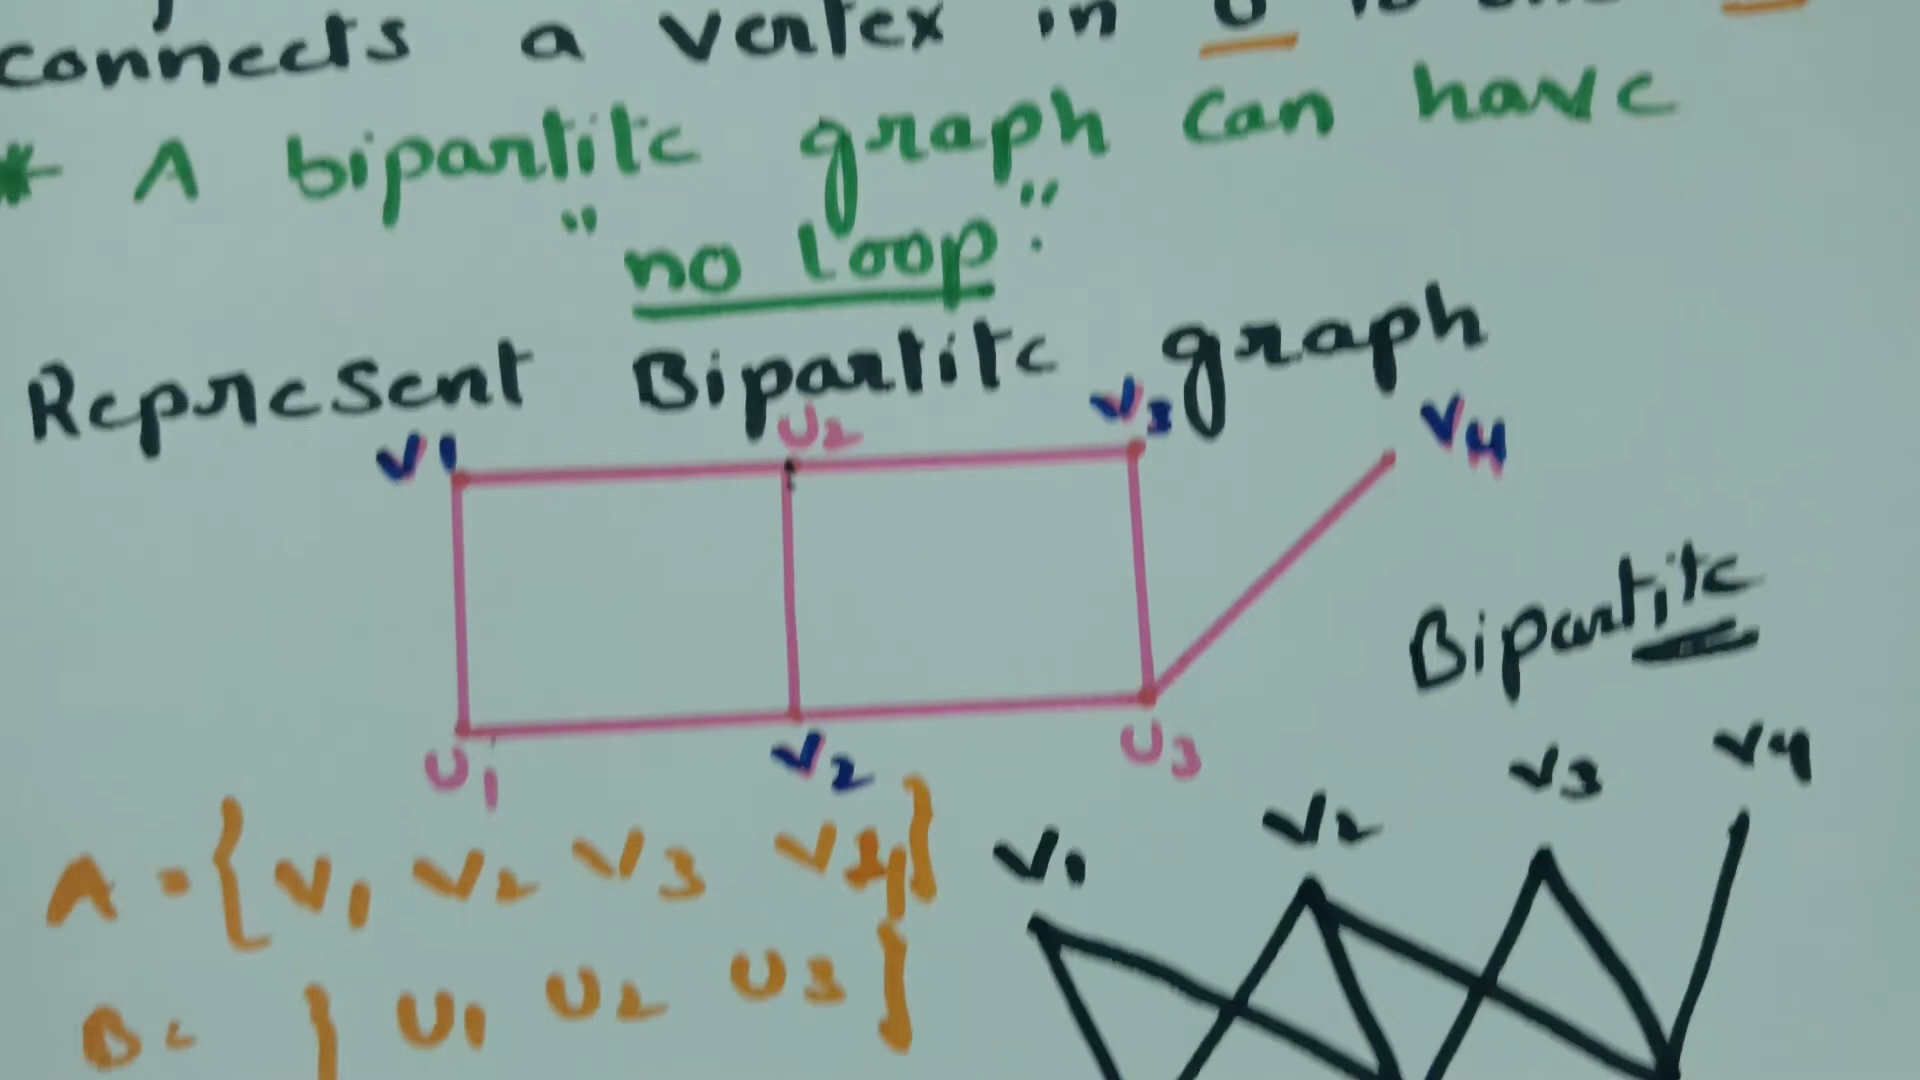 connects a vertex in
* A bipartite graph can have
"no loop".
Represent Bipartite graph
V1 U2 V3 V4
Bipartite
U1 V2 U3
V1 V2 V3 V4
A = { V1 V2 V3 V4 }
B = { U1 U2 U3 }